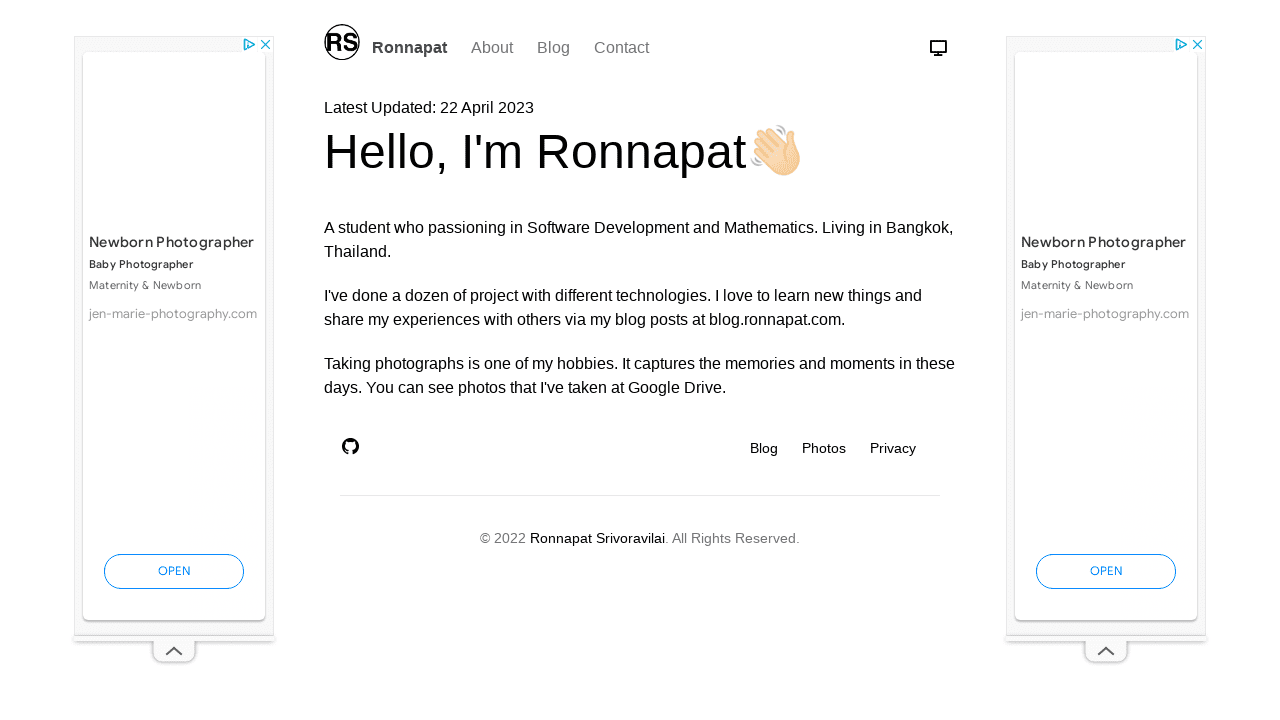 RS
Ronnapat About Blog Contact
Latest Updated: 22 April 2023
Hello, I'm Ronnapat👋🏼
A student who passioning in Software Development and Mathematics. Living in Bangkok,
Thailand.
I've done a dozen of project with different technologies. I love to learn new things and
share my experiences with others via my blog posts at blog.ronnapat.com.
Taking photographs is one of my hobbies. It captures the memories and moments in these
days. You can see photos that I've taken at Google Drive.
Blog Photos Privacy
© 2022 Ronnapat Srivoravilai. All Rights Reserved.
Newborn Photographer
Baby Photographer
Maternity & Newborn
jen-marie-photography.com
OPEN
Newborn Photographer
Baby Photographer
Maternity & Newborn
jen-marie-photography.com
OPEN